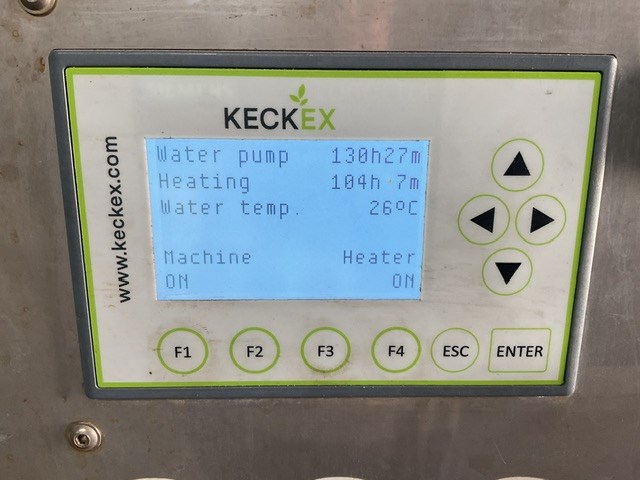 KECKEX
www.keckex.com
Water pump 130h27m
Heating 104h 7m
Water temp. 26ºC
Machine Heater
ON ON
F1 F2 F3 F4 ESC ENTER